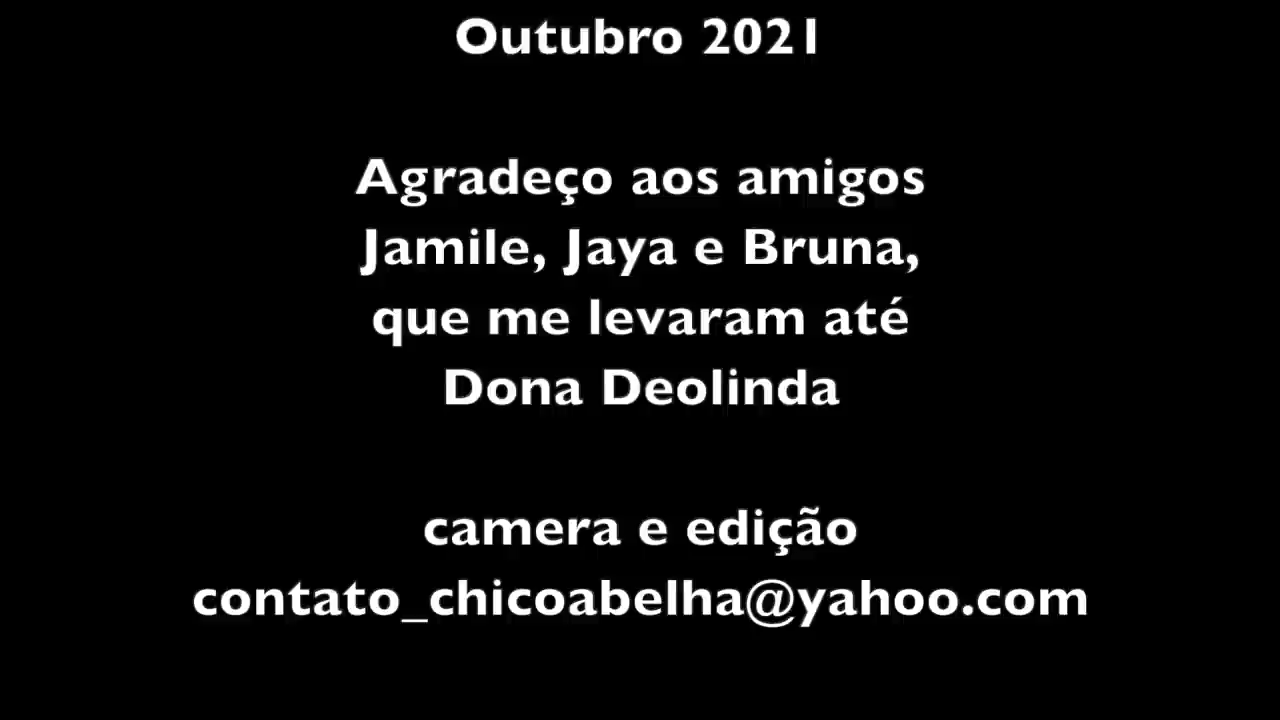 Outubro 2021
Agradeço aos amigos
Jamile, Jaya e Bruna,
que me levaram até
Dona Deolinda
camera e edição
contato_chicoabelha@yahoo.com